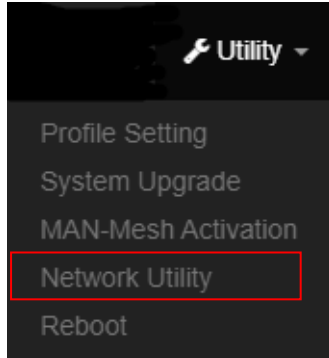 Utility
Profile Setting
System Upgrade
MAN-Mesh Activation
Network Utility
Reboot